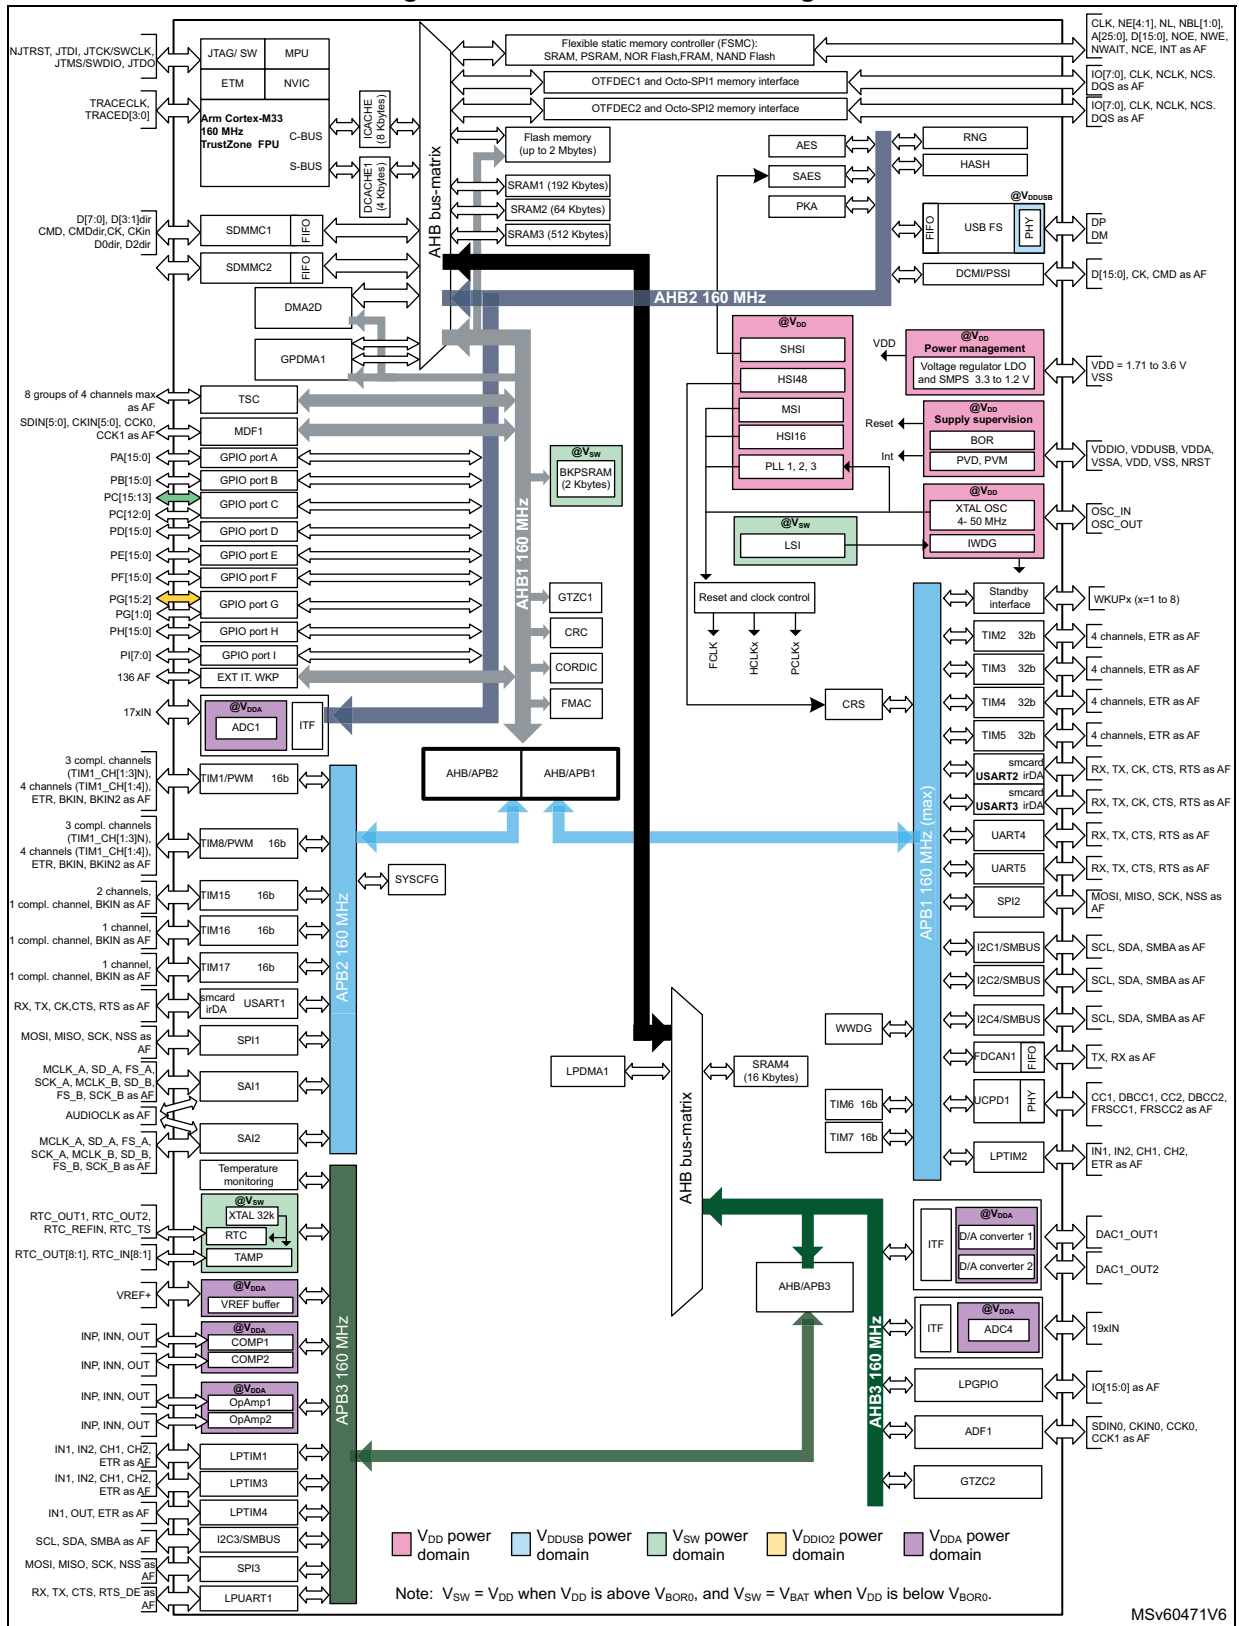 NJTRST, JTDI, JTCK/SWCLK,
JTMS/SWDIO, JTDO
TRACECLK,
TRACED[3:0]
JTAG/ SW
MPU
ETM
NVIC
Arm Cortex-M33
160 MHz
TrustZone FPU
C-BUS
S-BUS
ICACHE
(8 Kbytes)
DCACHE1
(4 Kbytes)
AHB bus-matrix
Flexible static memory controller (FSMC):
SRAM, PSRAM, NOR Flash,FRAM, NAND Flash
CLK, NE[4:1], NL, NBL[1:0],
A[25:0], D[15:0], NOE, NWE,
NWAIT, NCE, INT as AF
OTFDEC1 and Octo-SPI1 memory interface
IO[7:0], CLK, NCLK, NCS.
DQS as AF
OTFDEC2 and Octo-SPI2 memory interface
IO[7:0], CLK, NCLK, NCS.
DQS as AF
Flash memory
(up to 2 Mbytes)
SRAM1 (192 Kbytes)
SRAM2 (64 Kbytes)
SRAM3 (512 Kbytes)
AES
SAES
PKA
RNG
HASH
@VDDUSB
FIFO
USB FS
PHY
DP
DM
DCMI/PSSI
D[15:0], CK, CMD as AF
D[7:0], D[3:1]dir
CMD, CMDdir,CK, CKin
D0dir, D2dir
SDMMC1
FIFO
SDMMC2
FIFO
DMA2D
GPDMA1
AHB2 160 MHz
@VDD
SHSI
HSI48
MSI
HSI16
PLL 1, 2, 3
VDD
@VDD
Power management
Voltage regulator LDO
and SMPS 3.3 to 1.2 V
VDD = 1.71 to 3.6 V
VSS
@VDD
Supply supervision
Reset
BOR
Int
PVD, PVM
VDDIO, VDDUSB, VDDA,
VSSA, VDD, VSS, NRST
@VDD
XTAL OSC
4- 50 MHz
IWDG
OSC_IN
OSC_OUT
@VSW
LSI
8 groups of 4 channels max
as AF
TSC
SDIN[5:0], CKIN[5:0], CCK0,
CCK1 as AF
MDF1
PA[15:0]
GPIO port A
PB[15:0]
GPIO port B
PC[15:13]
PC[12:0]
GPIO port C
PD[15:0]
GPIO port D
PE[15:0]
GPIO port E
PF[15:0]
GPIO port F
PG[15:2]
PG[1:0]
GPIO port G
PH[15:0]
GPIO port H
PI[7:0]
GPIO port I
136 AF
EXT IT. WKP
17xIN
@VDDA
ADC1
ITF
AHB1 160 MHz
@VSW
BKPSRAM
(2 Kbytes)
GTZC1
CRC
CORDIC
FMAC
Reset and clock control
FCLK
HCLKx
PCLKx
CRS
AHB/APB2
AHB/APB1
3 compl. channels
(TIM1_CH[1:3]N),
4 channels (TIM1_CH[1:4]),
ETR, BKIN, BKIN2 as AF
TIM1/PWM 16b
3 compl. channels
(TIM1_CH[1:3]N),
4 channels (TIM1_CH[1:4]),
ETR, BKIN, BKIN2 as AF
TIM8/PWM 16b
2 channels,
1 compl. channel, BKIN as AF
TIM15 16b
1 channel,
1 compl. channel, BKIN as AF
TIM16 16b
1 channel,
1 compl. channel, BKIN as AF
TIM17 16b
RX, TX, CK,CTS, RTS as AF
smcard
irDA
USART1
MOSI, MISO, SCK, NSS as
AF
SPI1
MCLK_A, SD_A, FS_A,
SCK_A, MCLK_B, SD_B,
FS_B, SCK_B as AF
SAI1
AUDIOCLK as AF
MCLK_A, SD_A, FS_A,
SCK_A, MCLK_B, SD_B,
FS_B, SCK_B as AF
SAI2
APB2 160 MHz
SYSCFG
Standby
interface
WKUPx (x=1 to 8)
TIM2 32b
4 channels, ETR as AF
TIM3 32b
4 channels, ETR as AF
TIM4 32b
4 channels, ETR as AF
TIM5 32b
4 channels, ETR as AF
smcard
USART2 irDA
RX, TX, CK, CTS, RTS as AF
smcard
USART3 irDA
RX, TX, CK, CTS, RTS as AF
UART4
RX, TX, CTS, RTS as AF
UART5
RX, TX, CTS, RTS as AF
SPI2
MOSI, MISO, SCK, NSS as
AF
I2C1/SMBUS
SCL, SDA, SMBA as AF
I2C2/SMBUS
SCL, SDA, SMBA as AF
I2C4/SMBUS
SCL, SDA, SMBA as AF
FDCAN1
FIFO
TX, RX as AF
UCPD1
PHY
CC1, DBCC1, CC2, DBCC2,
FRSCC1, FRSCC2 as AF
LPTIM2
IN1, IN2, CH1, CH2,
ETR as AF
APB1 160 MHz (max)
WWDG
TIM6 16b
TIM7 16b
LPDMA1
AHB bus-matrix
SRAM4
(16 Kbytes)
Temperature
monitoring
@VSW
XTAL 32k
RTC
TAMP
RTC_OUT1, RTC_OUT2,
RTC_REFIN, RTC_TS
RTC_OUT[8:1], RTC_IN[8:1]
VREF+
@VDDA
VREF buffer
INP, INN, OUT
@VDDA
COMP1
COMP2
INP, INN, OUT
INP, INN, OUT
@VDDA
OpAmp1
OpAmp2
INP, INN, OUT
IN1, IN2, CH1, CH2,
ETR as AF
LPTIM1
IN1, IN2, CH1, CH2,
ETR as AF
LPTIM3
IN1, OUT, ETR as AF
LPTIM4
SCL, SDA, SMBA as AF
I2C3/SMBUS
MOSI, MISO, SCK, NSS as
AF
SPI3
RX, TX, CTS, RTS_DE as
AF
LPUART1
APB3 160 MHz
AHB/APB3
AHB3 160 MHz
ITF
@VDDA
D/A converter 1
D/A converter 2
DAC1_OUT1
DAC1_OUT2
ITF
@VDDA
ADC4
19xIN
LPGPIO
IO[15:0] as AF
ADF1
SDIN0, CKIN0, CCK0,
CCK1 as AF
GTZC2
VDD power
domain
VDDUSB power
domain
VSW power
domain
VDDIO2 power
domain
VDDA power
domain
Note: VSW = VDD when VDD is above VBOR0, and VSW = VBAT when VDD is below VBOR0.
MSv60471V6